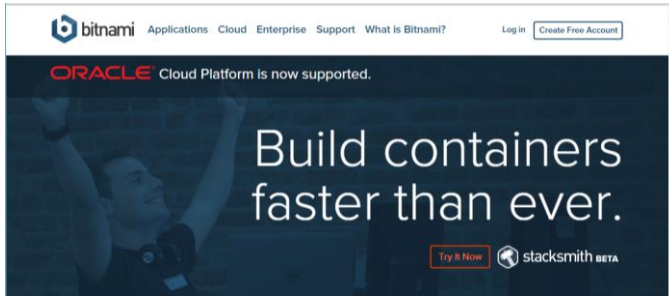 bitnami Applications Cloud Enterprise Support What is Bitnami? Log in Create Free Account
ORACLE Cloud Platform is now supported.
Build containers
faster than ever.
Try It Now stacksmith BETA